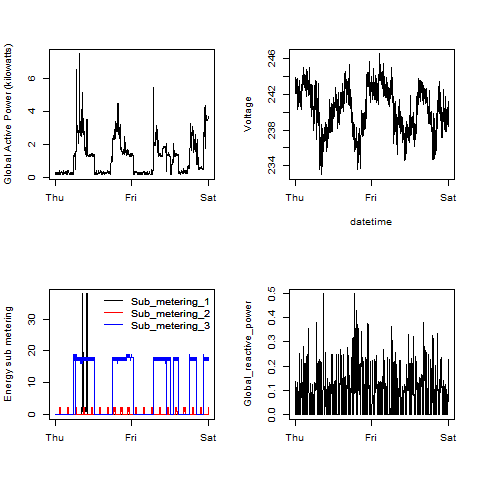 Global Active Power (kilowatts)
0 2 4 6
Thu Fri Sat
Voltage
234 238 242 246
Thu Fri Sat
datetime
Energy sub metering
0 10 20 30
Sub_metering_1
Sub_metering_2
Sub_metering_3
Thu Fri Sat
Global_reactive_power
0.0 0.1 0.2 0.3 0.4 0.5
Thu Fri Sat